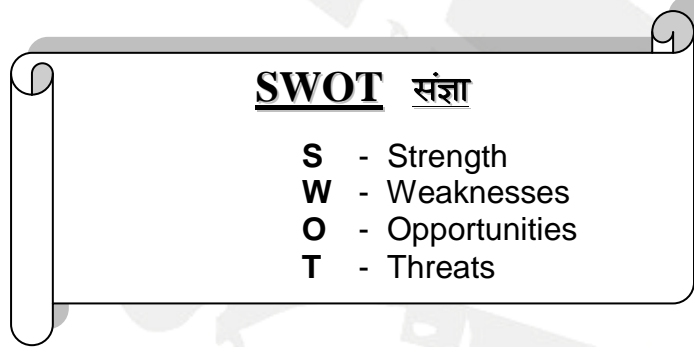 SWOT संज्ञा
S - Strength
W - Weaknesses
O - Opportunities
T - Threats